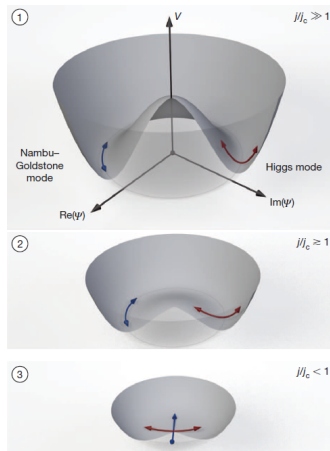 1
V
j/jc ≫ 1
Nambu–
Goldstone
mode
Higgs mode
Re(Ψ)
Im(Ψ)
2
j/jc ≳ 1
3
j/jc < 1